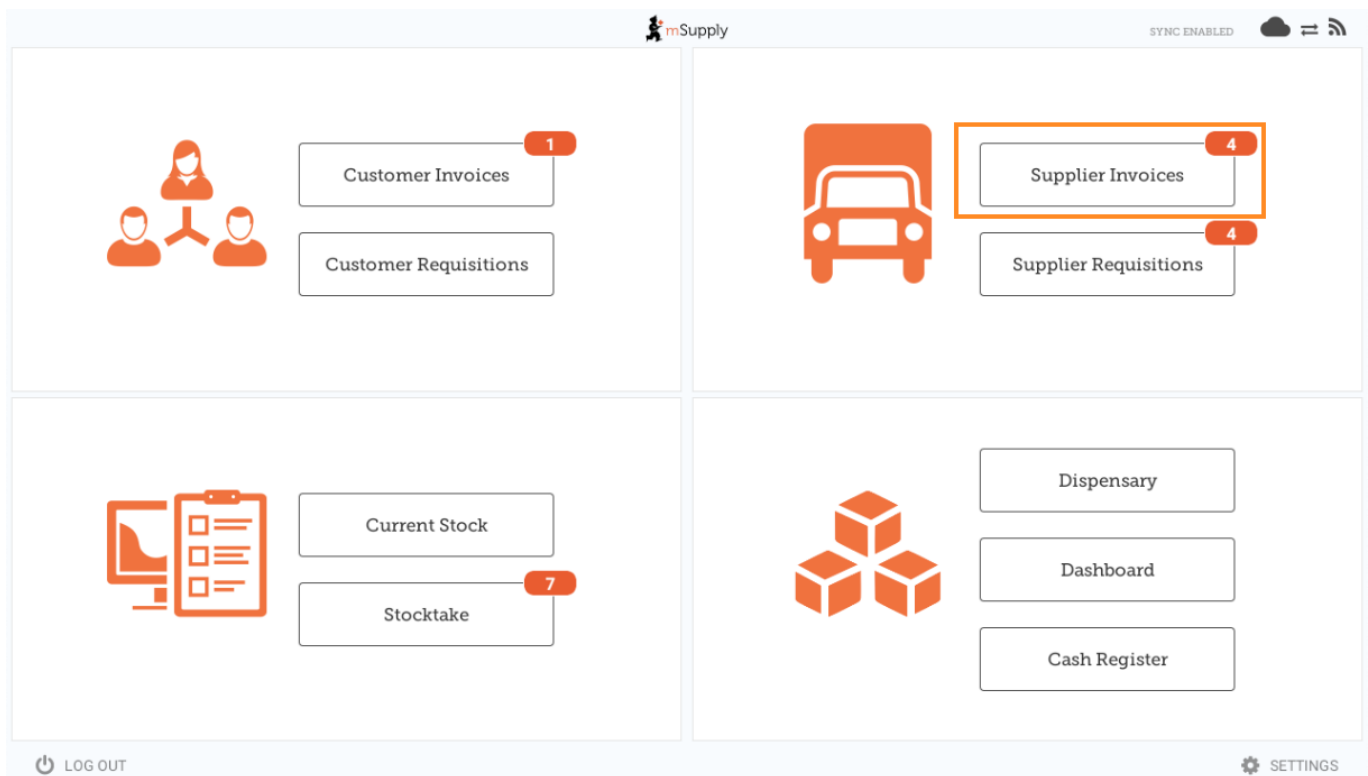 mSupply
SYNC ENABLED
1
Customer Invoices
Customer Requisitions
4
Supplier Invoices
4
Supplier Requisitions
Current Stock
7
Stocktake
Dispensary
Dashboard
Cash Register
LOG OUT
SETTINGS